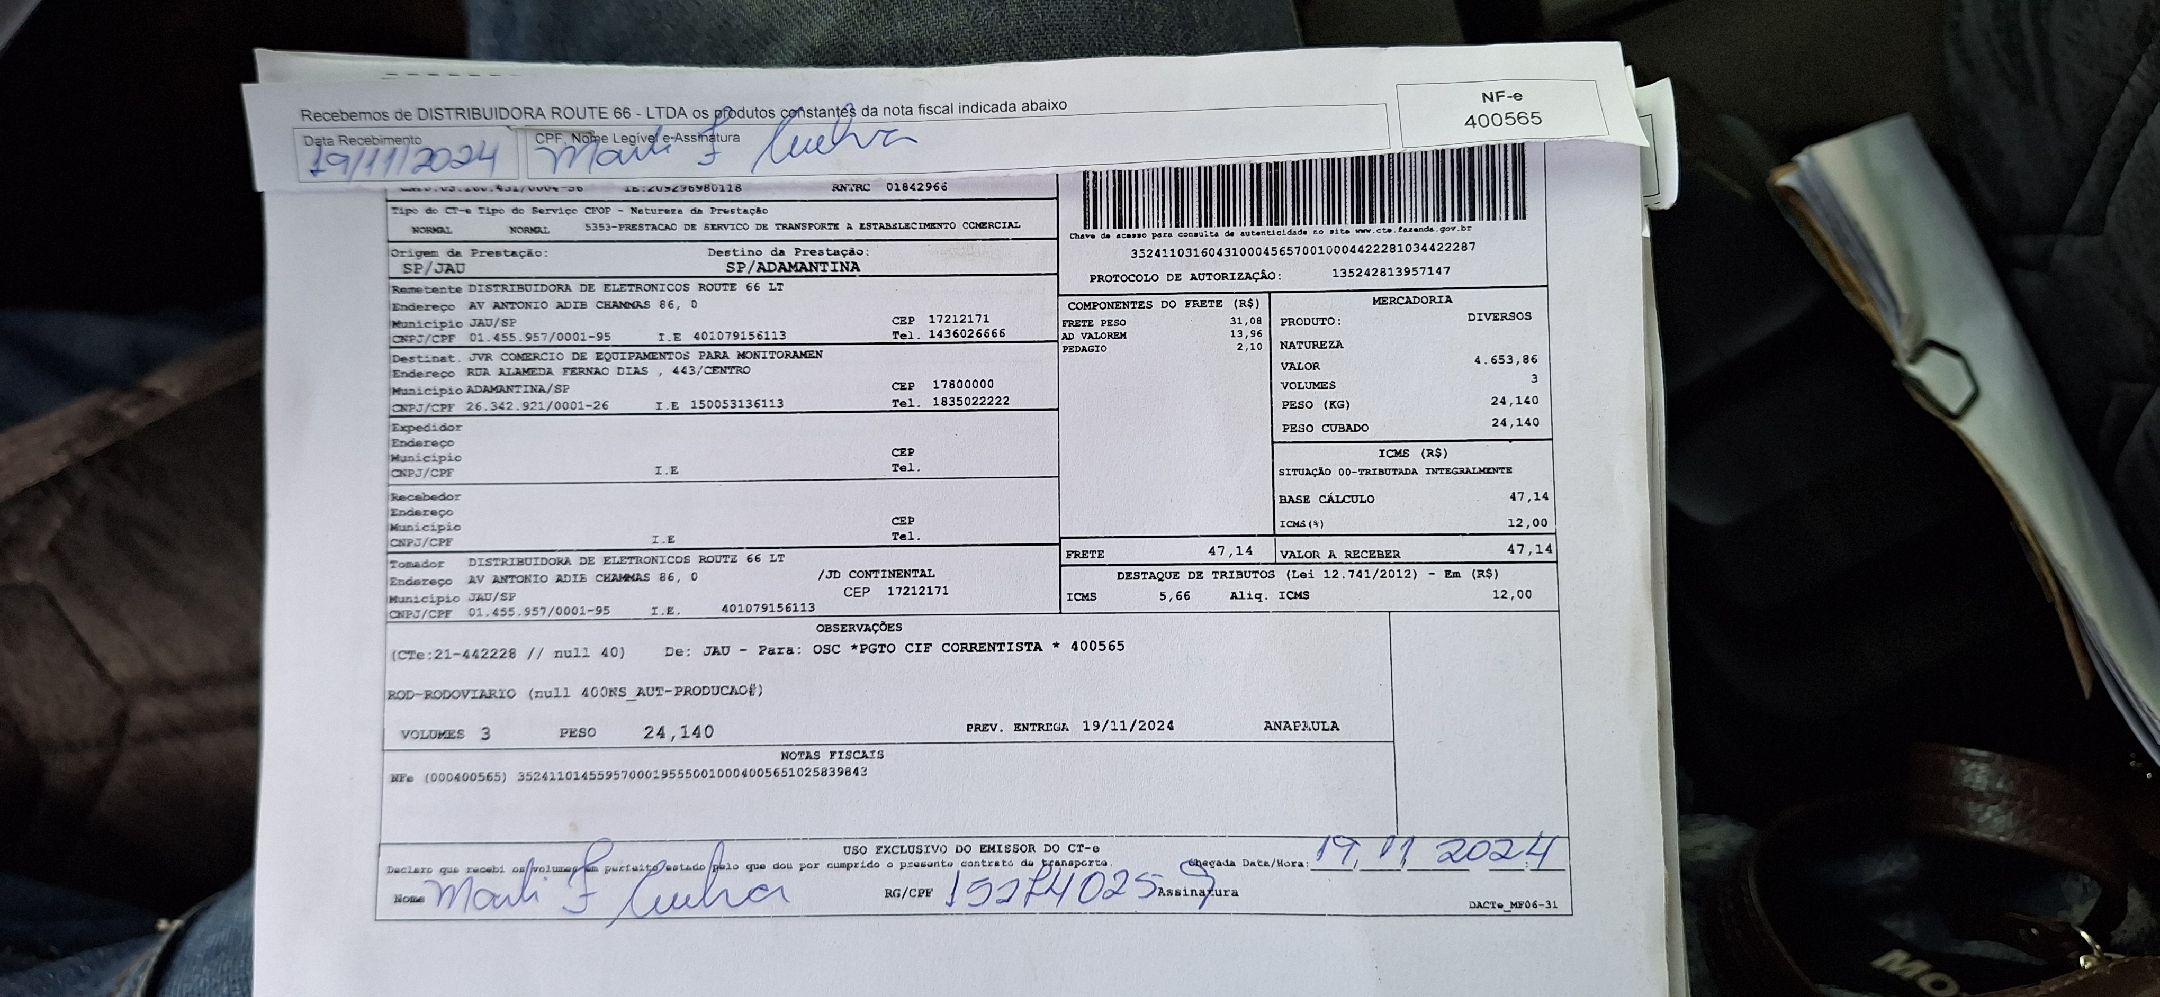 Recebemos de DISTRIBUIDORA ROUTE 66 - LTDA os produtos constantes da nota fiscal indicada abaixo
NF-e
400565
Data Recebimento
19/11/2024
CPF, Nome Legível e Assinatura
Marli F Cunha
IE:209296980118 RNTRC 01842966
Tipo do CT-e Tipo do Serviço CFOP - Natureza da Prestação
NORMAL NORMAL 5353-PRESTACAO DE SERVICO DE TRANSPORTE A ESTABELECIMENTO COMERCIAL
Origem da Prestação: Destino da Prestação:
SP/JAU SP/ADAMANTINA
Remetente DISTRIBUIDORA DE ELETRONICOS ROUTE 66 LT
Endereço AV ANTONIO ADIB CHAMMAS 86, 0
Municipio JAU/SP CEP 17212171
CNPJ/CPF 01.455.957/0001-95 I.E 401079156113 Tel. 1436026666
Destinat. JVR COMERCIO DE EQUIPAMENTOS PARA MONITORAMEN
Endereço RUA ALAMEDA FERNAO DIAS , 443/CENTRO
Municipio ADAMANTINA/SP CEP 17800000
CNPJ/CPF 26.342.921/0001-26 I.E 150053136113 Tel. 1835022222
Expedidor
Endereço
Municipio CEP
CNPJ/CPF I.E Tel.
Recebedor
Endereço
Municipio CEP
CNPJ/CPF I.E Tel.
Tomador DISTRIBUIDORA DE ELETRONICOS ROUTE 66 LT
Endereço AV ANTONIO ADIB CHAMMAS 86, 0 /JD CONTINENTAL
Municipio JAU/SP CEP 17212171
CNPJ/CPF 01.455.957/0001-95 I.E. 401079156113
Chave de acesso para consulta de autenticidade no site www.cte.fazenda.gov.br
35241103160431000456570010004422281034422287
PROTOCOLO DE AUTORIZAÇÃO: 135242813957147
COMPONENTES DO FRETE (R$)
FRETE PESO 31,08
AD VALOREM 13,96
PEDAGIO 2,10
MERCADORIA
PRODUTO: DIVERSOS
NATUREZA
VALOR 4.653,86
VOLUMES 3
PESO (KG) 24,140
PESO CUBADO 24,140
ICMS (R$)
SITUAÇÃO 00-TRIBUTADA INTEGRALMENTE
BASE CÁLCULO 47,14
ICMS(%) 12,00
FRETE 47,14 VALOR A RECEBER 47,14
DESTAQUE DE TRIBUTOS (Lei 12.741/2012) - Em (R$)
ICMS 5,66 Aliq. ICMS 12,00
OBSERVAÇÕES
(CTe:21-442228 // null 40) De: JAU - Para: OSC *PGTO CIF CORRENTISTA * 400565
ROD-RODOVIARIO (null 400NS_AUT-PRODUCAO#)
VOLUMES 3 PESO 24,140 PREV. ENTREGA 19/11/2024 ANAPAULA
NOTAS FISCAIS
NFe (000400565) 35241101455957000195550010004005651025839843
USO EXCLUSIVO DO EMISSOR DO CT-e
Declaro que recebi os volumes em perfeito estado pelo que dou por cumprido o presente contrato de transporte. Chegada Data/Hora: 19/11/2024
Nome Marli F Cunha RG/CPF 15274025 9 Assinatura
DACTe_MF06-31
MO